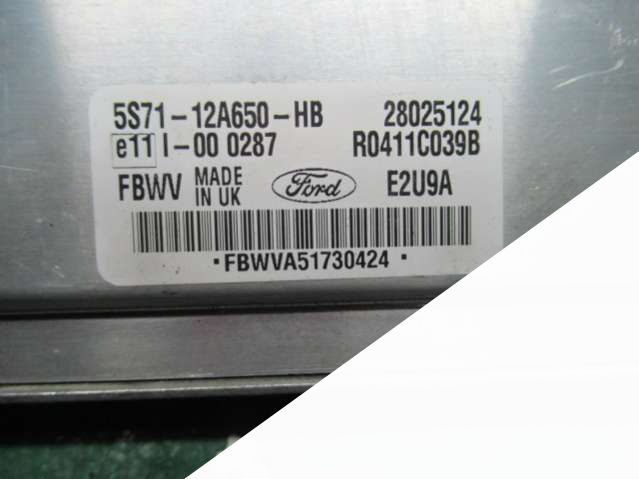 5S71-12A650-HB 28025124
e11 I-00 0287 R0411C039B
FBWV MADE IN UK Ford E2U9A
•FBWVA51730424•